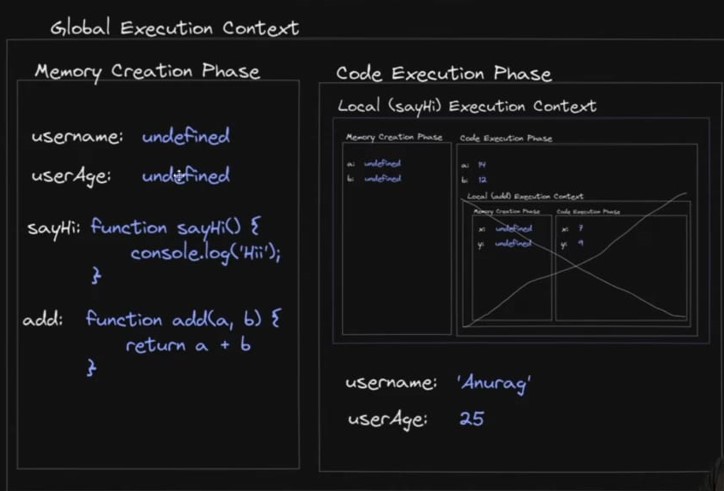 Global Execution Context
Memory Creation Phase
username: undefined
userAge: undefined
sayHi: function sayHi() {
console.log('Hii');
}
add: function add(a, b) {
return a + b
}
Code Execution Phase
Local (sayHi) Execution Context
Memory Creation Phase
a: undefined
b: undefined
Code Execution Phase
a: 14
b: 12
Local (add) Execution Context
Memory Creation Phase
x: undefined
y: undefined
Code Execution Phase
x: 7
y: 9
username: 'Anurag'
userAge: 25